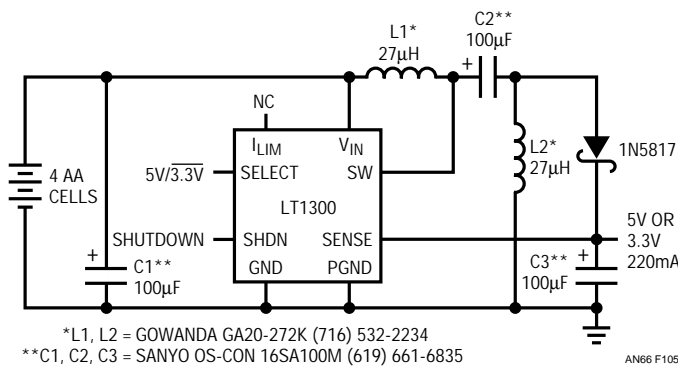 L1*
27µH
C2**
100µF
+
NC
ILIM
VIN
L2*
27µH
1N5817
4 AA
CELLS
5V/3.3V
SELECT
SW
LT1300
5V OR
3.3V
220mA
SHUTDOWN
SHDN
SENSE
+
C1**
100µF
GND
PGND
C3**
100µF
+
*L1, L2 = GOWANDA GA20-272K (716) 532-2234
**C1, C2, C3 = SANYO OS-CON 16SA100M (619) 661-6835
AN66 F105